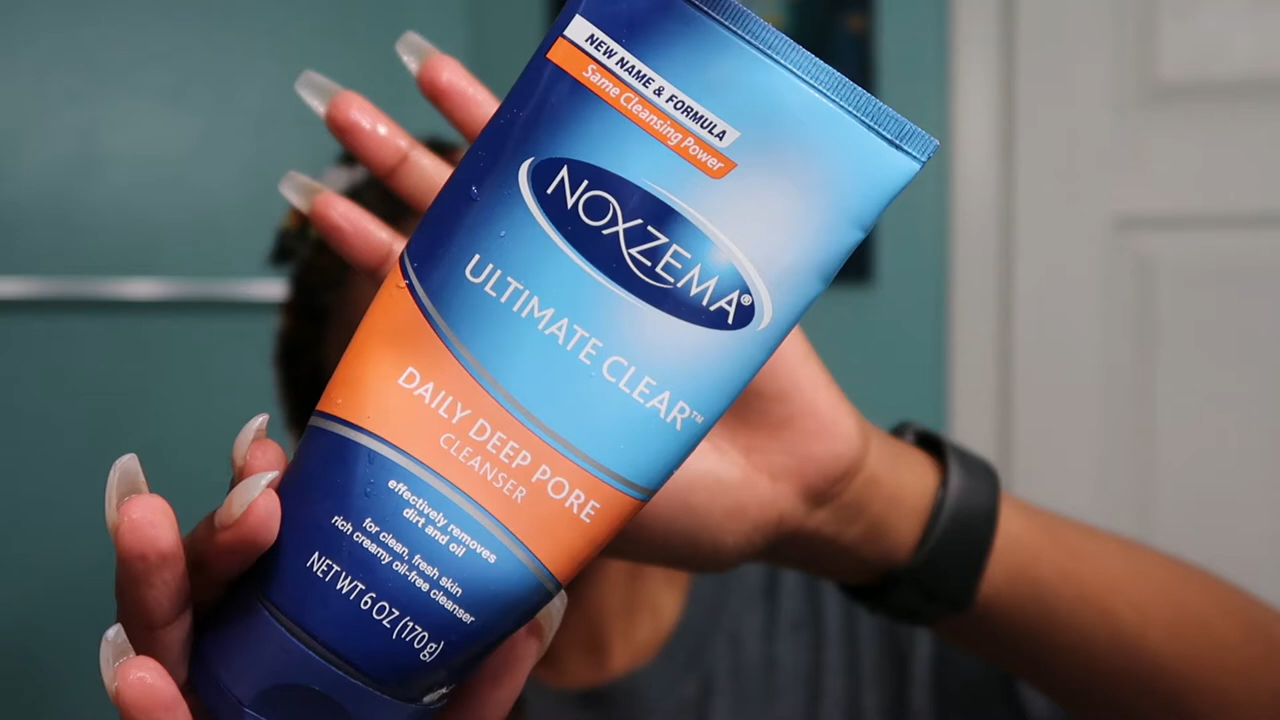 NEW NAME & FORMULA
Same Cleansing Power
NOXZEMA®
ULTIMATE CLEAR™
DAILY DEEP PORE
CLEANSER
effectively removes
dirt and oil
for clean, fresh skin
rich creamy oil-free cleanser
NET WT 6 OZ (170 g)